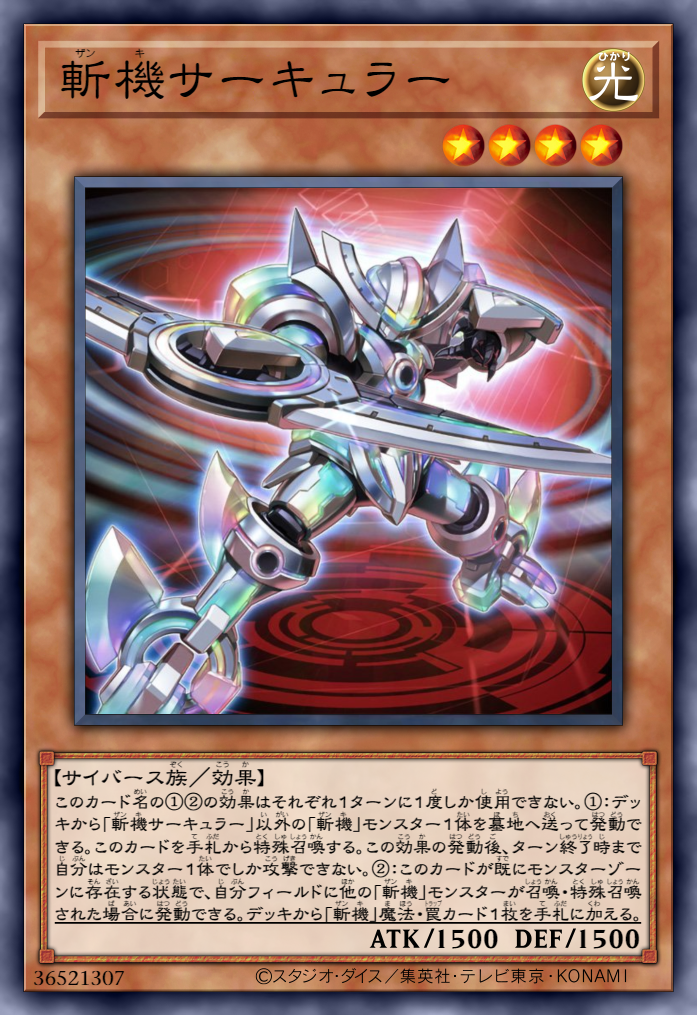 斬機サーキュラー
光
【サイバース族／効果】
このカード名の①②の効果はそれぞれ1ターンに1度しか使用できない。①：デッ
キから「斬機サーキュラー」以外の「斬機」モンスター1体を墓地へ送って発動で
きる。このカードを手札から特殊召喚する。この効果の発動後、ターン終了時まで
自分はモンスター1体でしか攻撃できない。②：このカードが既にモンスターゾー
ンに存在する状態で、自分フィールドに他の「斬機」モンスターが召喚・特殊召喚
された場合に発動できる。デッキから「斬機」魔法・罠カード1枚を手札に加える。
ATK/1500 DEF/1500
36521307 ©スタジオ・ダイス／集英社・テレビ東京・KONAMI